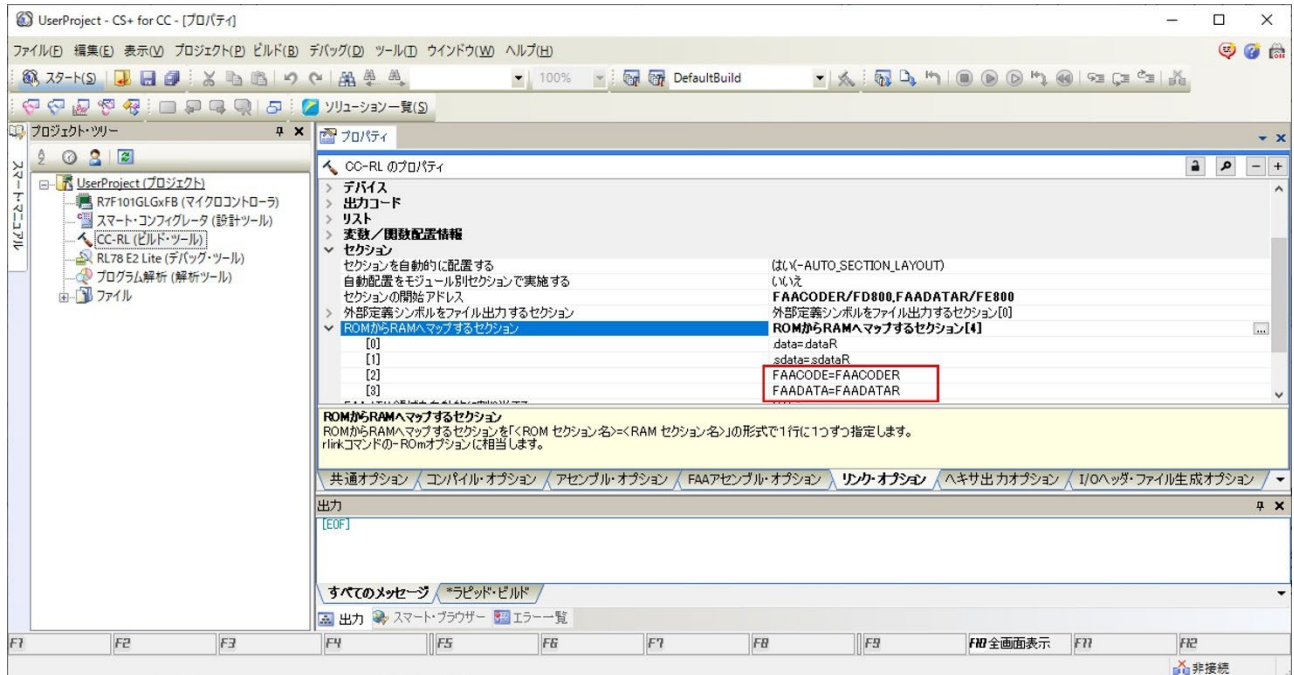 UserProject - CS+ for CC - [プロパティ]
ファイル(F) 編集(E) 表示(V) プロジェクト(P) ビルド(B) デバッグ(D) ツール(T) ウインドウ(W) ヘルプ(H)
スタート(S) 100% DefaultBuild
ソリューション一覧(S)
スマート・マニュアル
プロジェクト・ツリー
UserProject (プロジェクト)
R7F101GLGxFB (マイクロコントローラ)
スマート・コンフィグレータ (設計ツール)
CC-RL (ビルド・ツール)
RL78 E2 Lite (デバッグ・ツール)
プログラム解析 (解析ツール)
ファイル
プロパティ
CC-RL のプロパティ
デバイス
出力コード
リスト
変数/関数配置情報
セクション
セクションを自動的に配置する はい(-AUTO_SECTION_LAYOUT)
自動配置をモジュール別セクションで実施する いいえ
セクションの開始アドレス FAACODER/FD800,FAADATAR/FE800
外部定義シンボルをファイル出力するセクション 外部定義シンボルをファイル出力するセクション[0]
ROMからRAMへマップするセクション ROMからRAMへマップするセクション[4]
[0] .data=.dataR
[1] .sdata=.sdataR
[2] FAACODE=FAACODER
[3] FAADATA=FAADATAR
ROMからRAMへマップするセクション
ROMからRAMへマップするセクションを「<ROM セクション名>=<RAM セクション名>」の形式で1行に1つずつ指定します。
rlinkコマンドの-ROmオプションに相当します。
共通オプション コンパイル・オプション アセンブル・オプション FAAアセンブル・オプション リンク・オプション ヘキサ出力オプション I/Oヘッダ・ファイル生成オプション
出力
[EOF]
すべてのメッセージ *ラピッド・ビルド
出力 スマート・ブラウザー エラー一覧
F1 F2 F3 F4 F5 F6 F7 F8 F9 F10 全画面表示 F11 F12
非接続